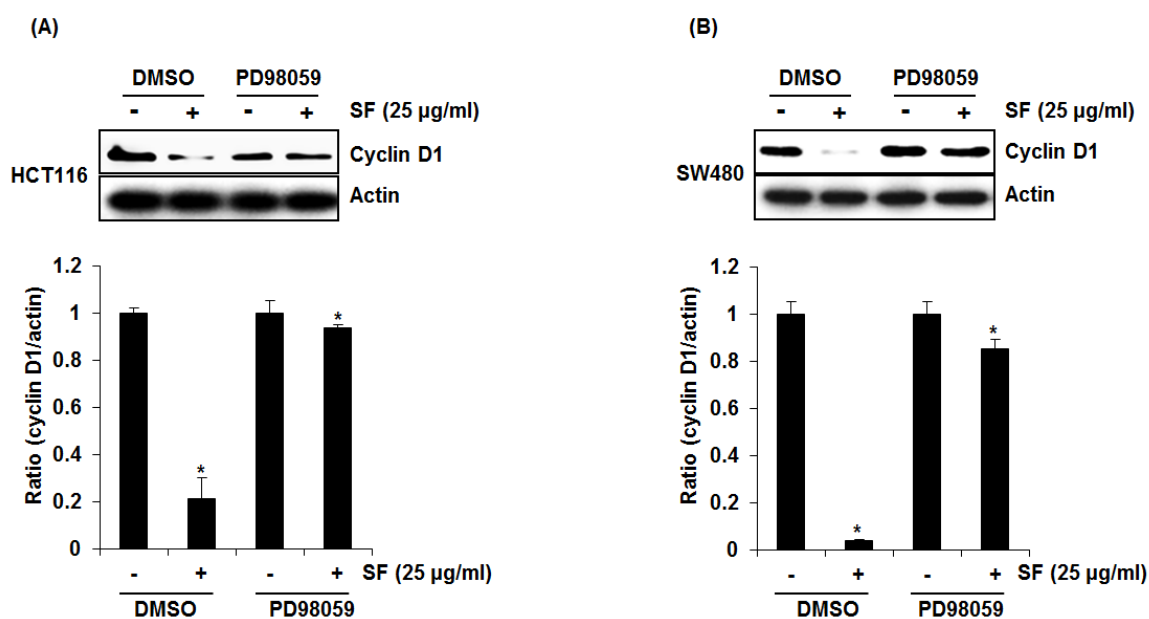 (A)
DMSO PD98059
- + - + SF (25 µg/ml)
HCT116
Cyclin D1
Actin
Ratio (cyclin D1/actin)
1.2
1
0.8
0.6
0.4
0.2
0
*
*
- + - + SF (25 µg/ml)
DMSO PD98059
(B)
DMSO PD98059
- + - + SF (25 µg/ml)
SW480
Cyclin D1
Actin
Ratio (cyclin D1/actin)
1.2
1
0.8
0.6
0.4
0.2
0
*
*
- + - + SF (25 µg/ml)
DMSO PD98059